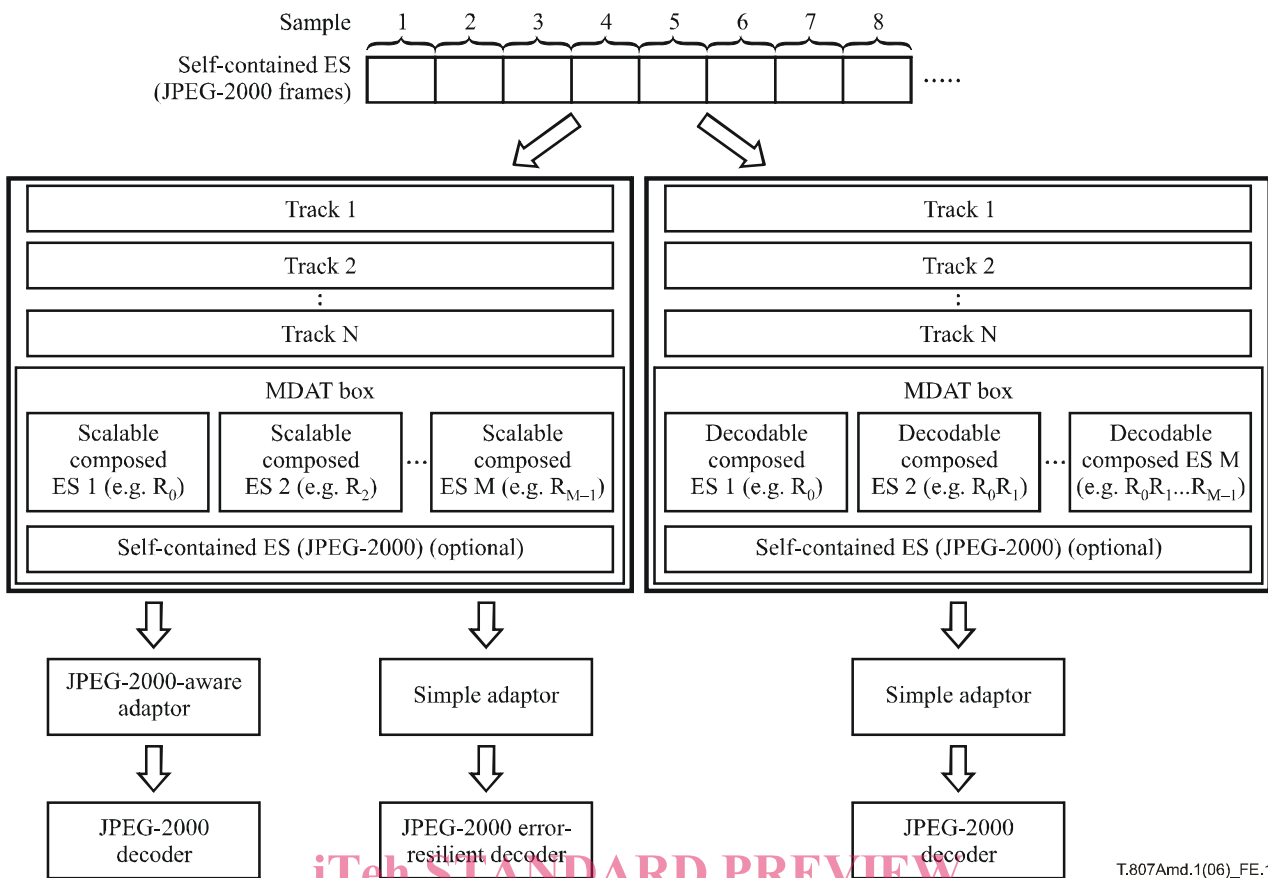 Sample 1 2 3 4 5 6 7 8
Self-contained ES
(JPEG-2000 frames)
.....
Track 1
Track 2
:
Track N
MDAT box
Scalable
composed
ES 1 (e.g. R0)
Scalable
composed
ES 2 (e.g. R2)
...
Scalable
composed
ES M (e.g. RM–1)
Self-contained ES (JPEG-2000) (optional)
Track 1
Track 2
:
Track N
MDAT box
Decodable
composed
ES 1 (e.g. R0)
Decodable
composed
ES 2 (e.g. R0R1)
...
Decodable
composed ES M
(e.g. R0R1...RM–1)
Self-contained ES (JPEG-2000) (optional)
JPEG-2000-aware
adaptor
Simple adaptor
Simple adaptor
JPEG-2000
decoder
JPEG-2000 error-
resilient decoder
JPEG-2000
decoder
iTeh STANDARD PREVIEW